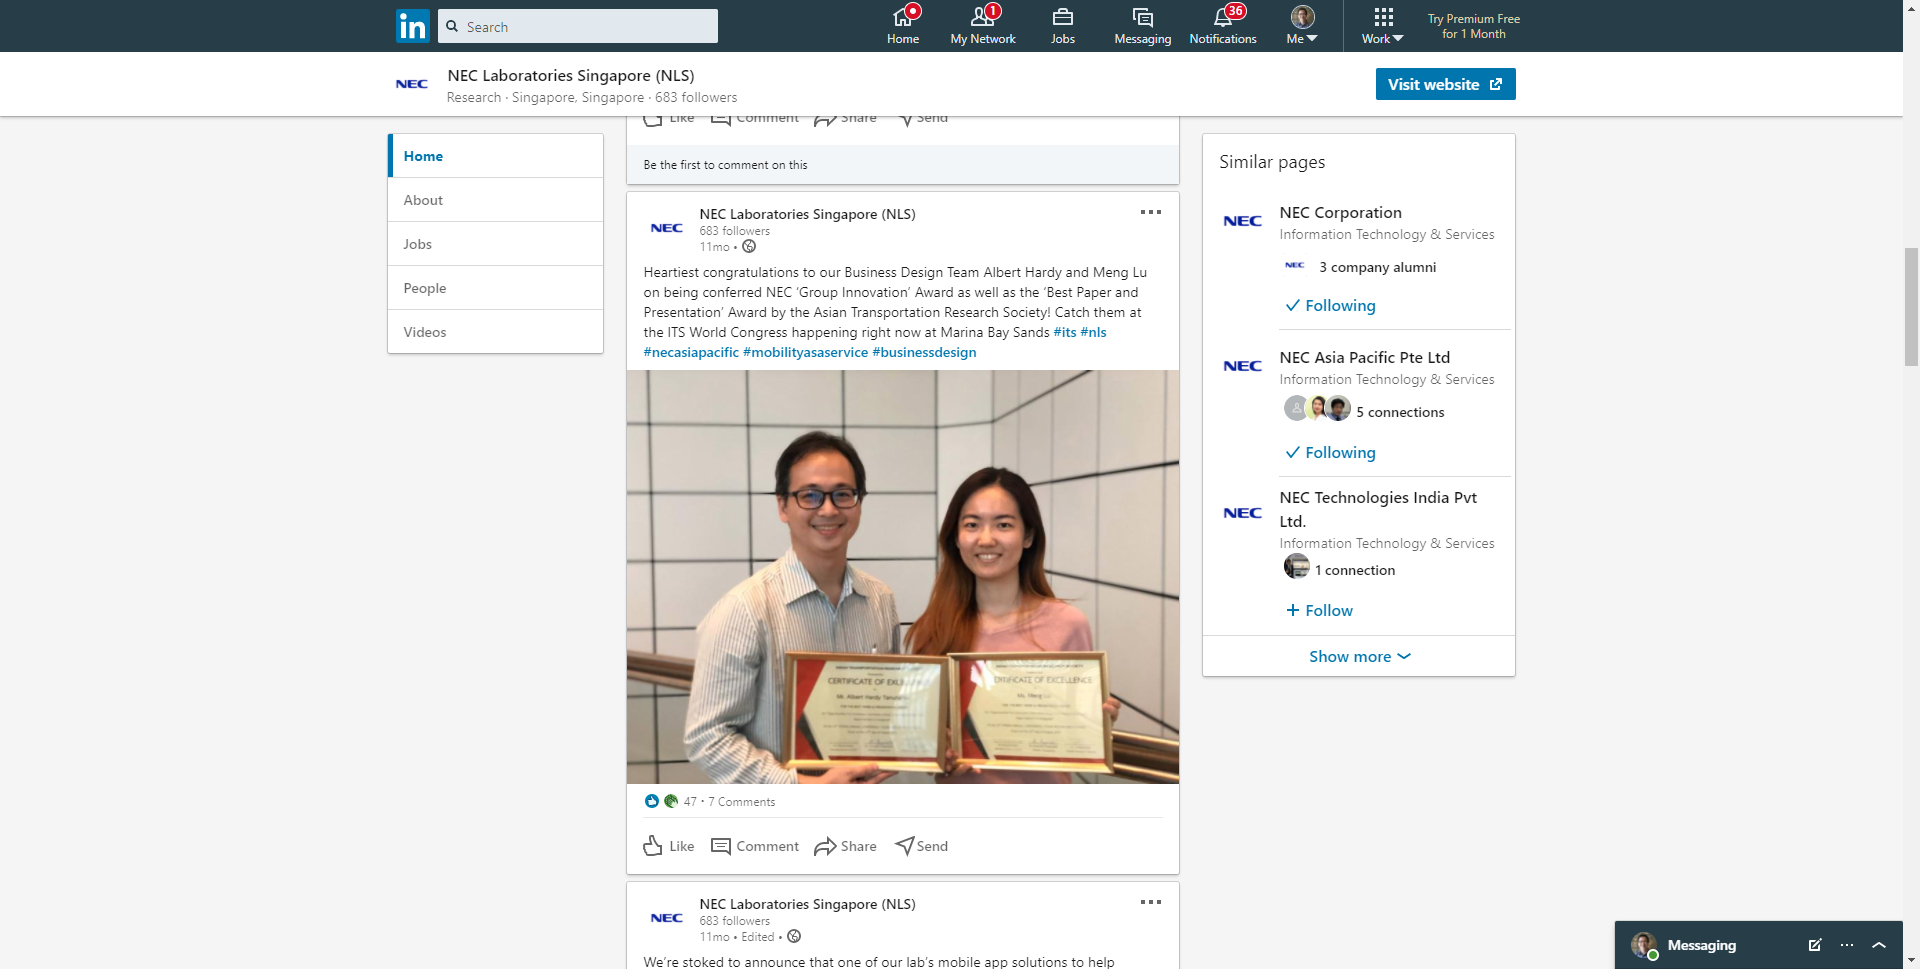 in
Search
Home
1
My Network
Jobs
Messaging
36
Notifications
Me
Work
Try Premium Free
for 1 Month
NEC
NEC Laboratories Singapore (NLS)
Research · Singapore, Singapore · 683 followers
Visit website
Home
About
Jobs
People
Videos
Like Comment Share Send
Be the first to comment on this
NEC
NEC Laboratories Singapore (NLS)
683 followers
11mo •
Heartiest congratulations to our Business Design Team Albert Hardy and Meng Lu
on being conferred NEC ‘Group Innovation’ Award as well as the ‘Best Paper and
Presentation’ Award by the Asian Transportation Research Society! Catch them at
the ITS World Congress happening right now at Marina Bay Sands #its #nls
#necasiapacific #mobilityasaservice #businessdesign
CERTIFICATE OF
Mr. Albert Hardy
CERTIFICATE OF EXCELLENCE
Ms. Meng
47 · 7 Comments
Like Comment Share Send
NEC
NEC Laboratories Singapore (NLS)
683 followers
11mo • Edited •
We’re stoked to announce that one of our lab’s mobile app solutions to help
Similar pages
NEC
NEC Corporation
Information Technology & Services
NEC
3 company alumni
Following
NEC
NEC Asia Pacific Pte Ltd
Information Technology & Services
5 connections
Following
NEC
NEC Technologies India Pvt
Ltd.
Information Technology & Services
1 connection
Follow
Show more
Messaging